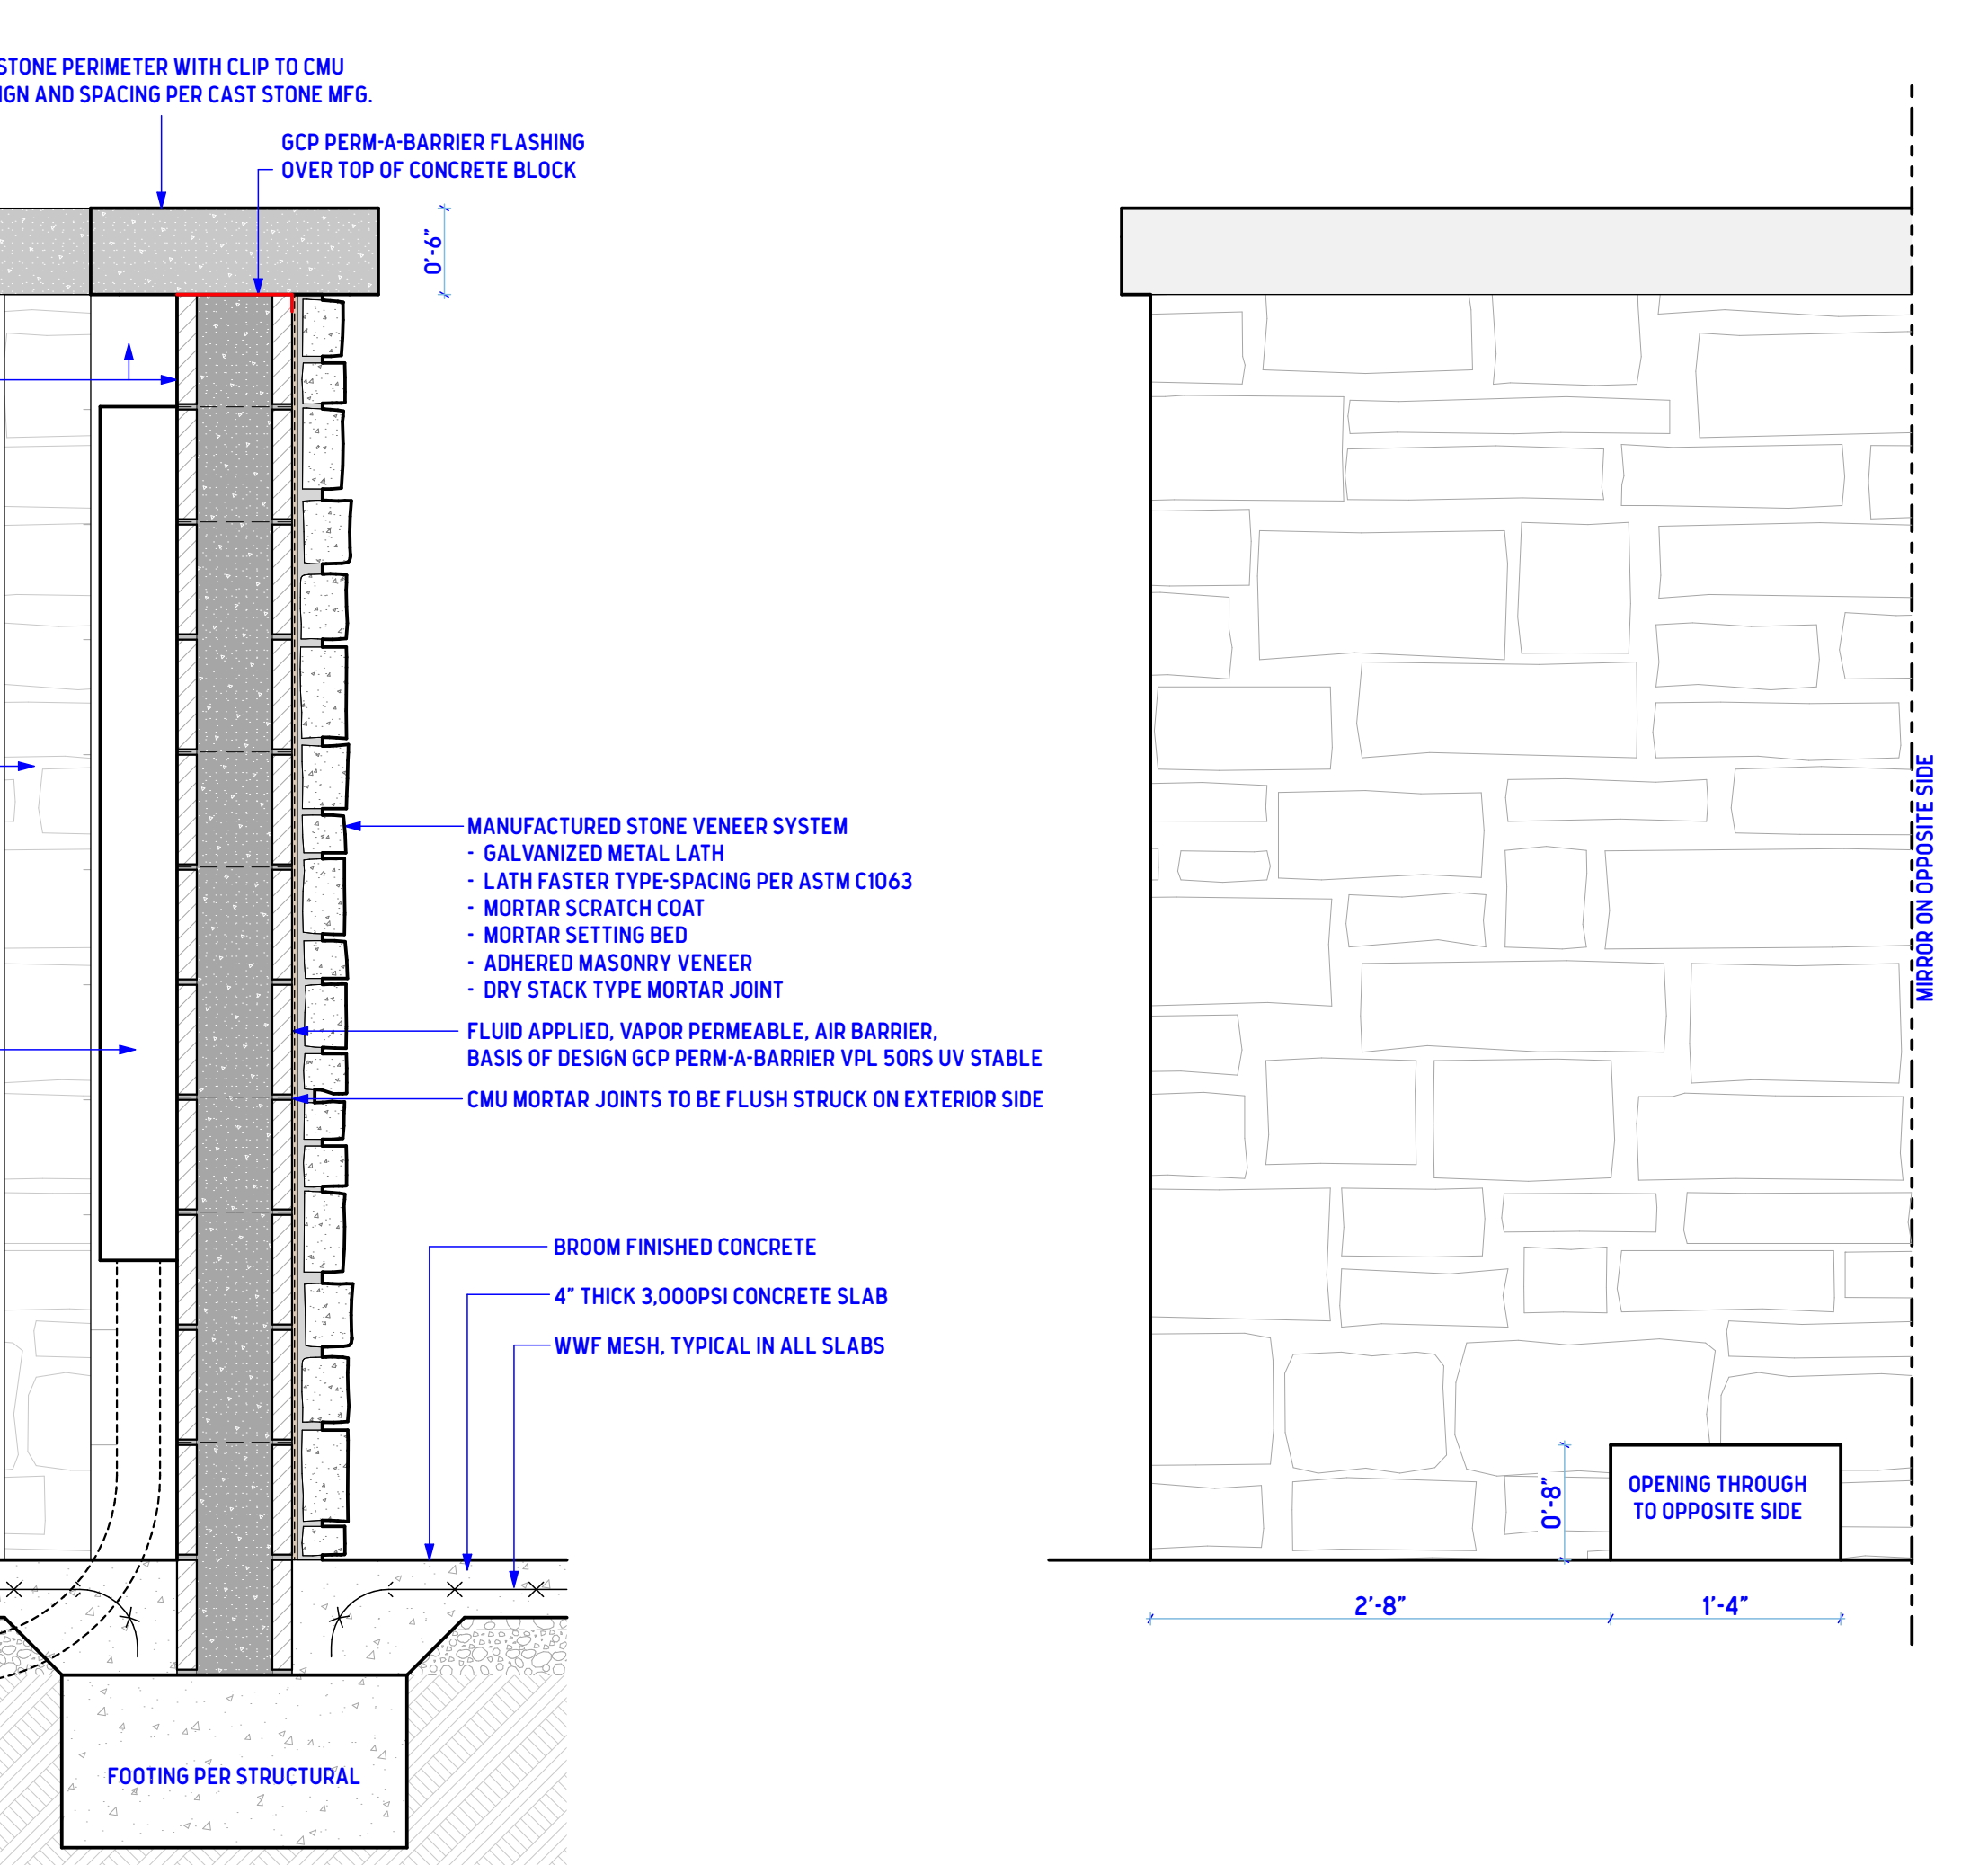 STONE PERIMETER WITH CLIP TO CMU
IGN AND SPACING PER CAST STONE MFG.
GCP PERM-A-BARRIER FLASHING
OVER TOP OF CONCRETE BLOCK
0'-6"
MANUFACTURED STONE VENEER SYSTEM
- GALVANIZED METAL LATH
- LATH FASTER TYPE-SPACING PER ASTM C1063
- MORTAR SCRATCH COAT
- MORTAR SETTING BED
- ADHERED MASONRY VENEER
- DRY STACK TYPE MORTAR JOINT
FLUID APPLIED, VAPOR PERMEABLE, AIR BARRIER,
BASIS OF DESIGN GCP PERM-A-BARRIER VPL 50RS UV STABLE
CMU MORTAR JOINTS TO BE FLUSH STRUCK ON EXTERIOR SIDE
BROOM FINISHED CONCRETE
4" THICK 3,000PSI CONCRETE SLAB
WWF MESH, TYPICAL IN ALL SLABS
FOOTING PER STRUCTURAL
MIRROR ON OPPOSITE SIDE
0'-8"
OPENING THROUGH
TO OPPOSITE SIDE
2'-8"
1'-4"